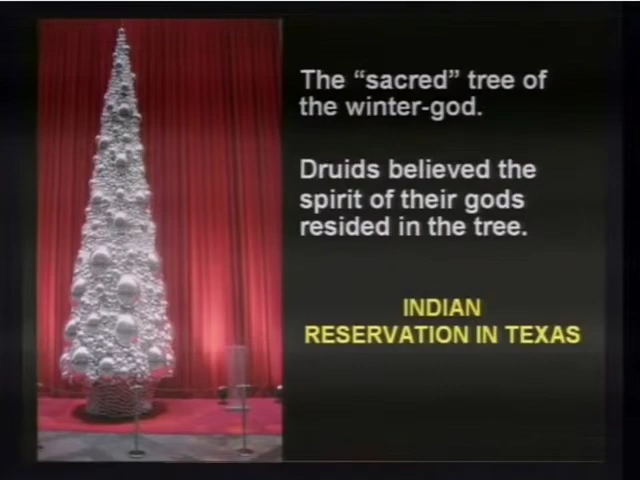 The “sacred” tree of
the winter-god.
Druids believed the
spirit of their gods
resided in the tree.
INDIAN
RESERVATION IN TEXAS